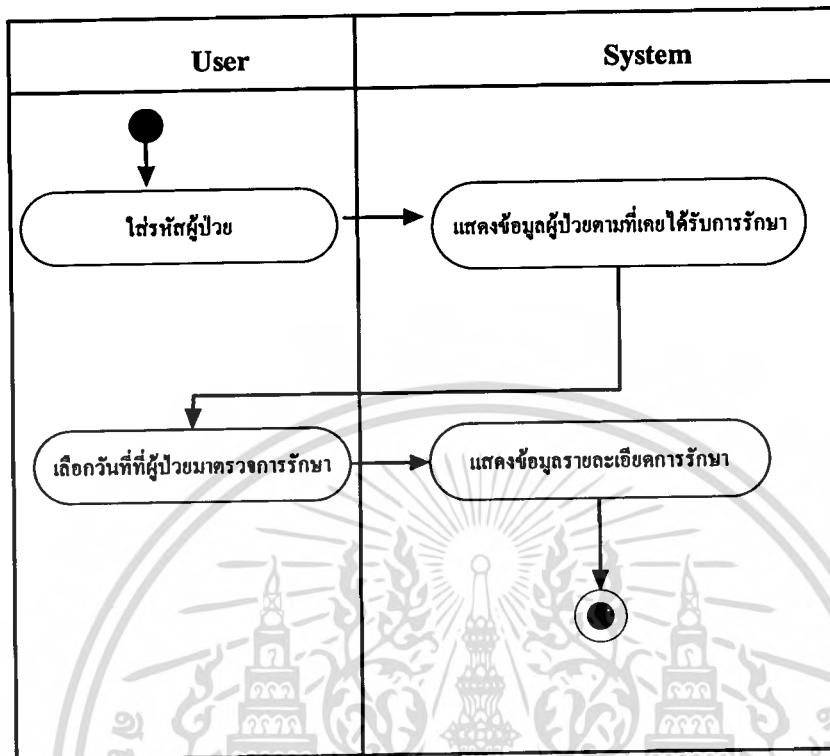 User
System
ใส่รหัสผู้ป่วย
แสดงข้อมูลผู้ป่วยตามที่เคยได้รับการรักษา
เลือกวันที่ที่ผู้ป่วยมาตรวจการรักษา
แสดงข้อมูลรายละเอียดการรักษา